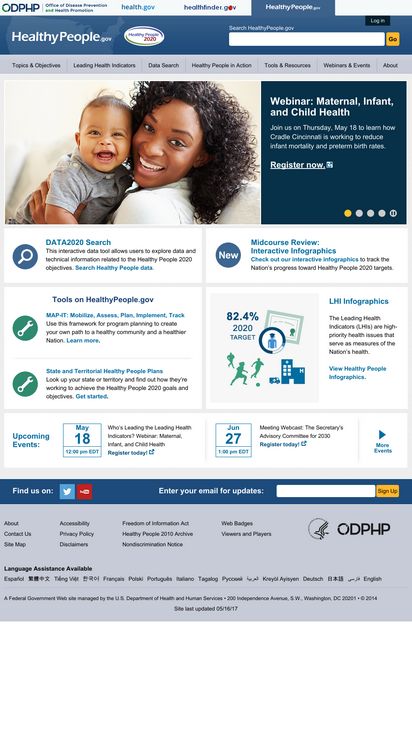 ODPHP Office of Disease Prevention
and Health Promotion
health.gov
healthfinder.gov
HealthyPeople.gov
Log in
HealthyPeople.gov
Healthy People
2020
Search HealthyPeople.gov
Go
Topics & Objectives
Leading Health Indicators
Data Search
Healthy People in Action
Tools & Resources
Webinars & Events
About
Webinar: Maternal, Infant,
and Child Health
Join us on Thursday, May 18 to learn how
Cradle Cincinnati is working to reduce
infant mortality and preterm birth rates.
Register now.
DATA2020 Search
This interactive data tool allows users to explore data and
technical information related to the Healthy People 2020
objectives. Search Healthy People data.
New
Midcourse Review:
Interactive Infographics
Check out our interactive infographics to track the
Nation's progress toward Healthy People 2020 targets.
Tools on HealthyPeople.gov
MAP-IT: Mobilize, Assess, Plan, Implement, Track
Use this framework for program planning to create
your own path to a healthy community and a healthier
Nation. Learn more.
State and Territorial Healthy People Plans
Look up your state or territory and find out how they're
working to achieve the Healthy People 2020 goals and
objectives. Get started.
82.4%
2020
TARGET
LHI Infographics
The Leading Health
Indicators (LHIs) are high-
priority health issues that
serve as measures of the
Nation's health.
View Healthy People
Infographics.
Upcoming
Events:
May
18
12:00 pm EDT
Who's Leading the Leading Health
Indicators? Webinar: Maternal,
Infant, and Child Health
Register today!
Jun
27
1:00 pm EDT
Meeting Webcast: The Secretary's
Advisory Committee for 2030
Register today!
More
Events
Find us on:
You Tube
Enter your email for updates:
Sign Up
About
Accessibility
Freedom of Information Act
Web Badges
Contact Us
Privacy Policy
Healthy People 2010 Archive
Viewers and Players
Site Map
Disclaimers
Nondiscrimination Notice
ODPHP
Language Assistance Available
Español 繁體中文 Tiếng Việt 한국어 Français Polski Português Italiano Tagalog Русский العربية Kreyòl Ayisyen Deutsch 日本語 فارسی English
A Federal Government Web site managed by the U.S. Department of Health and Human Services • 200 Independence Avenue, S.W., Washington, DC 20201 • © 2014
Site last updated 05/16/17